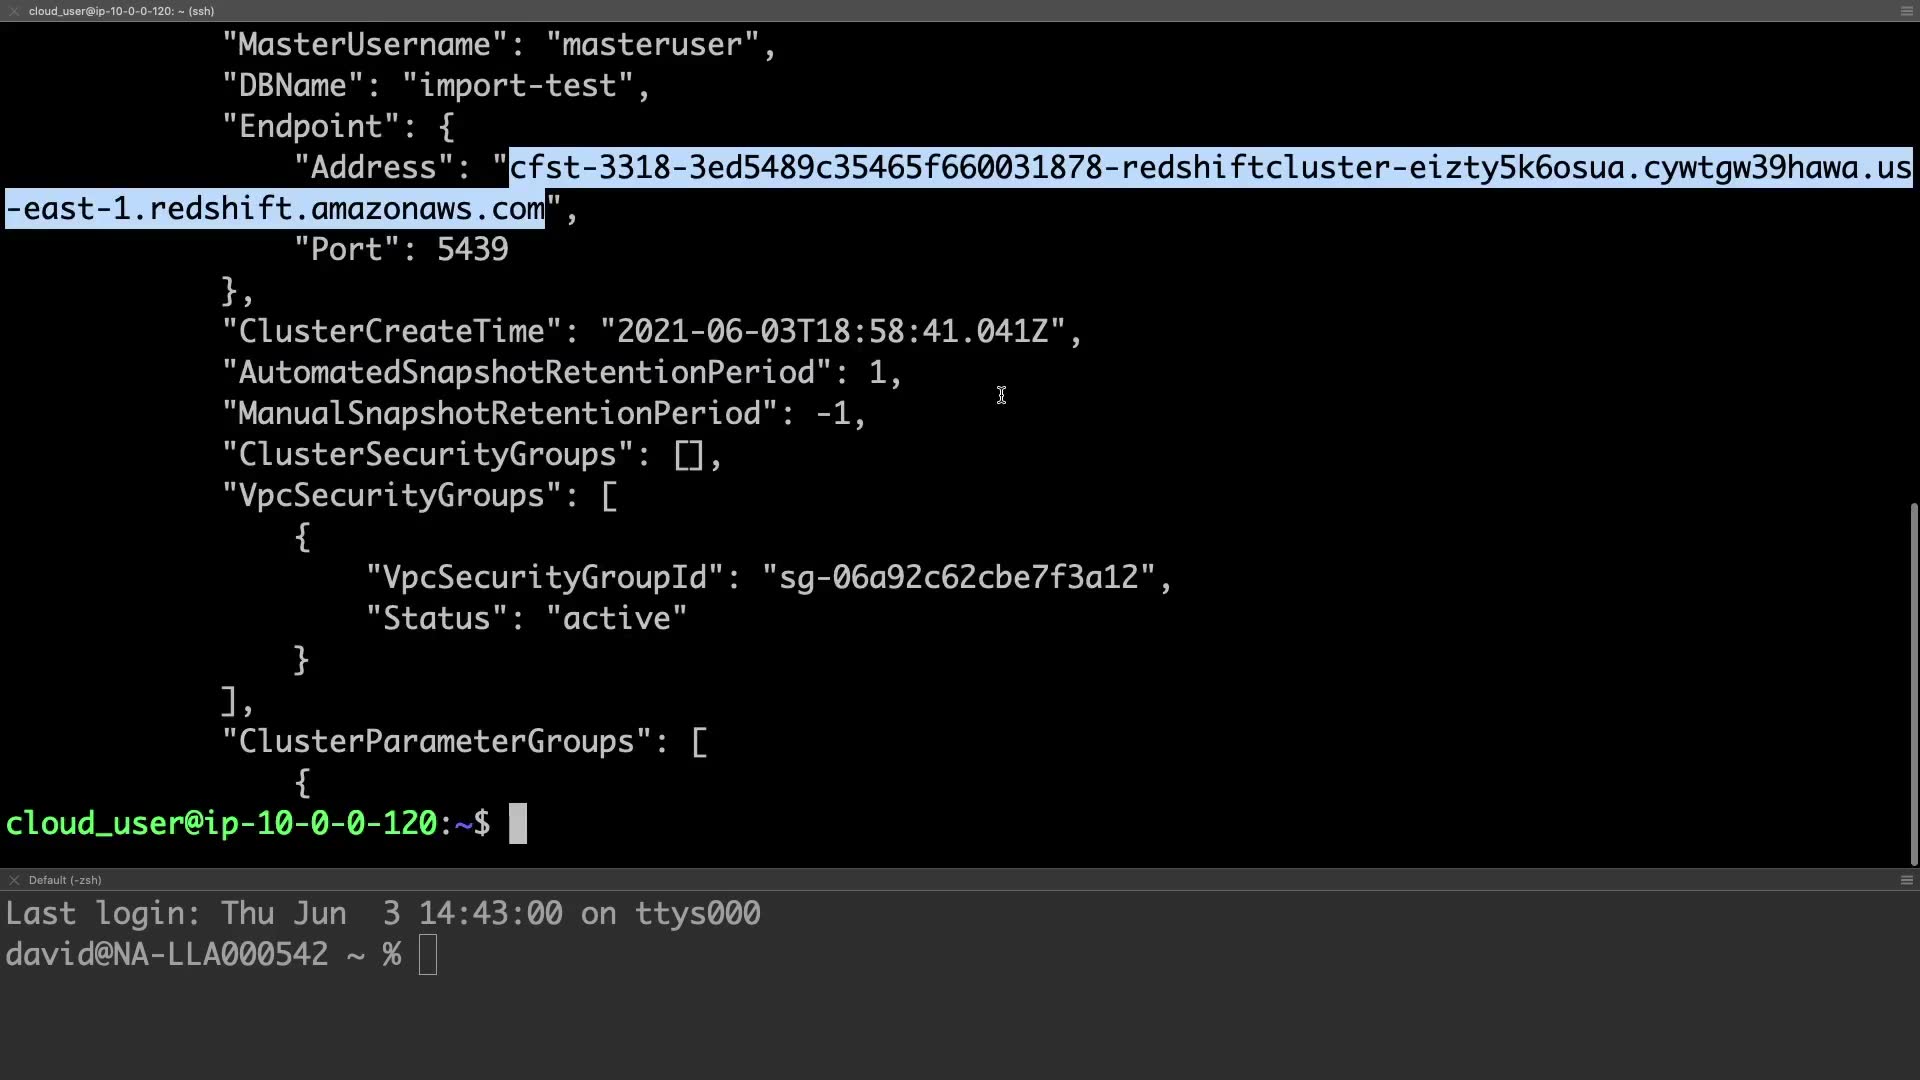 cloud_user@ip-10-0-0-120: ~ (ssh)
"MasterUsername": "masteruser",
"DBName": "import-test",
"Endpoint": {
"Address": "cfst-3318-3ed5489c35465f660031878-redshiftcluster-eizty5k6osua.cywtgw39hawa.us
-east-1.redshift.amazonaws.com",
"Port": 5439
},
"ClusterCreateTime": "2021-06-03T18:58:41.041Z",
"AutomatedSnapshotRetentionPeriod": 1,
"ManualSnapshotRetentionPeriod": -1,
"ClusterSecurityGroups": [],
"VpcSecurityGroups": [
{
"VpcSecurityGroupId": "sg-06a92c62cbe7f3a12",
"Status": "active"
}
],
"ClusterParameterGroups": [
{
cloud_user@ip-10-0-0-120:~$
Default (-zsh)
Last login: Thu Jun  3 14:43:00 on ttys000
david@NA-LLA000542 ~ %